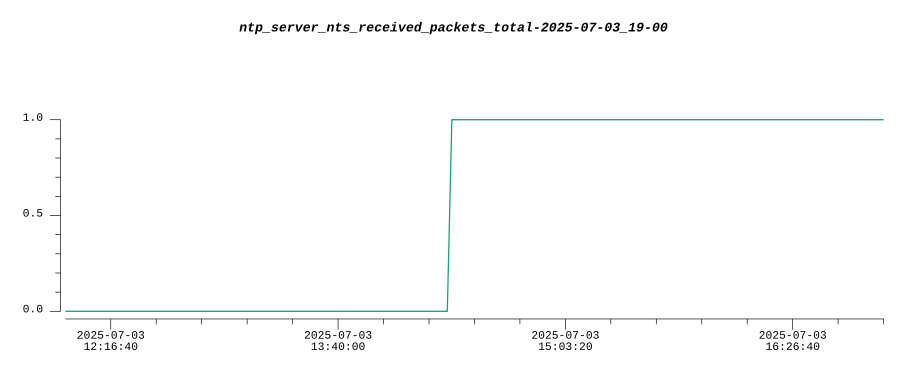 ntp_server_nts_received_packets_total-2025-07-03_19-00
1.0
0.5
0.0
2025-07-03 2025-07-03 2025-07-03 2025-07-03
12:16:40 13:40:00 15:03:20 16:26:40